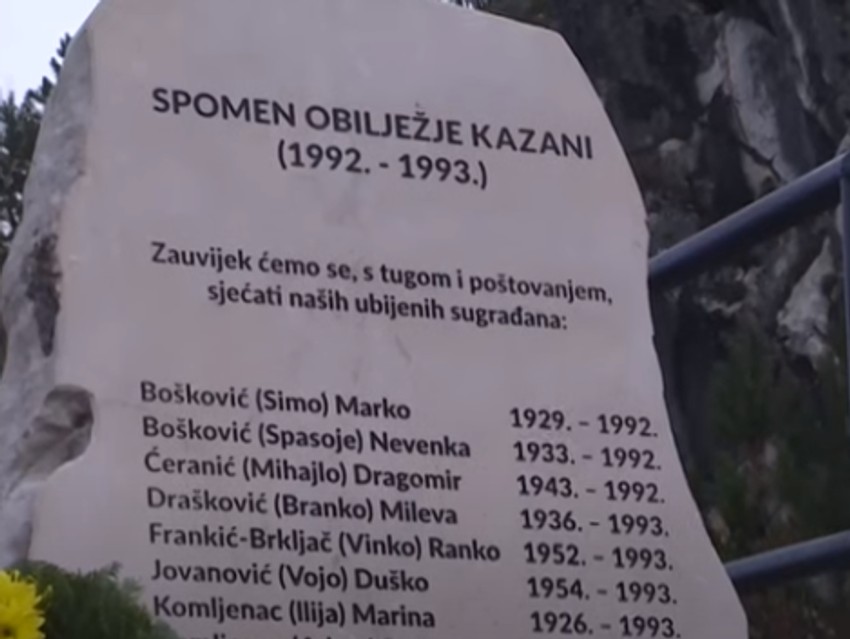 SPOMEN OBILJEŽJE KAZANI
(1992. - 1993.)
Zauvijek ćemo se, s tugom i poštovanjem,
sjećati naših ubijenih sugrađana:
Bošković (Simo) Marko 1929. - 1992.
Bošković (Spasoje) Nevenka 1933. - 1992.
Ćeranić (Mihajlo) Dragomir 1943. - 1992.
Drašković (Branko) Mileva 1936. - 1993.
Frankić-Brkljač (Vinko) Ranko 1952. - 1993.
Jovanović (Vojo) Duško 1954. - 1993.
Komljenac (Ilija) Marina 1926. - 1993.